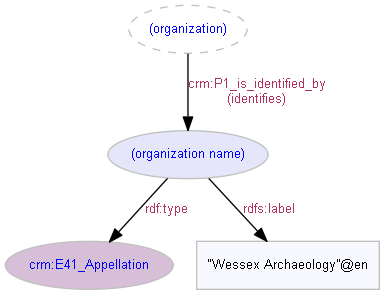 (organization)
crm:P1_is_identified_by
(identifies)
(organization name)
rdf:type
rdfs:label
crm:E41_Appellation
"Wessex Archaeology"@en